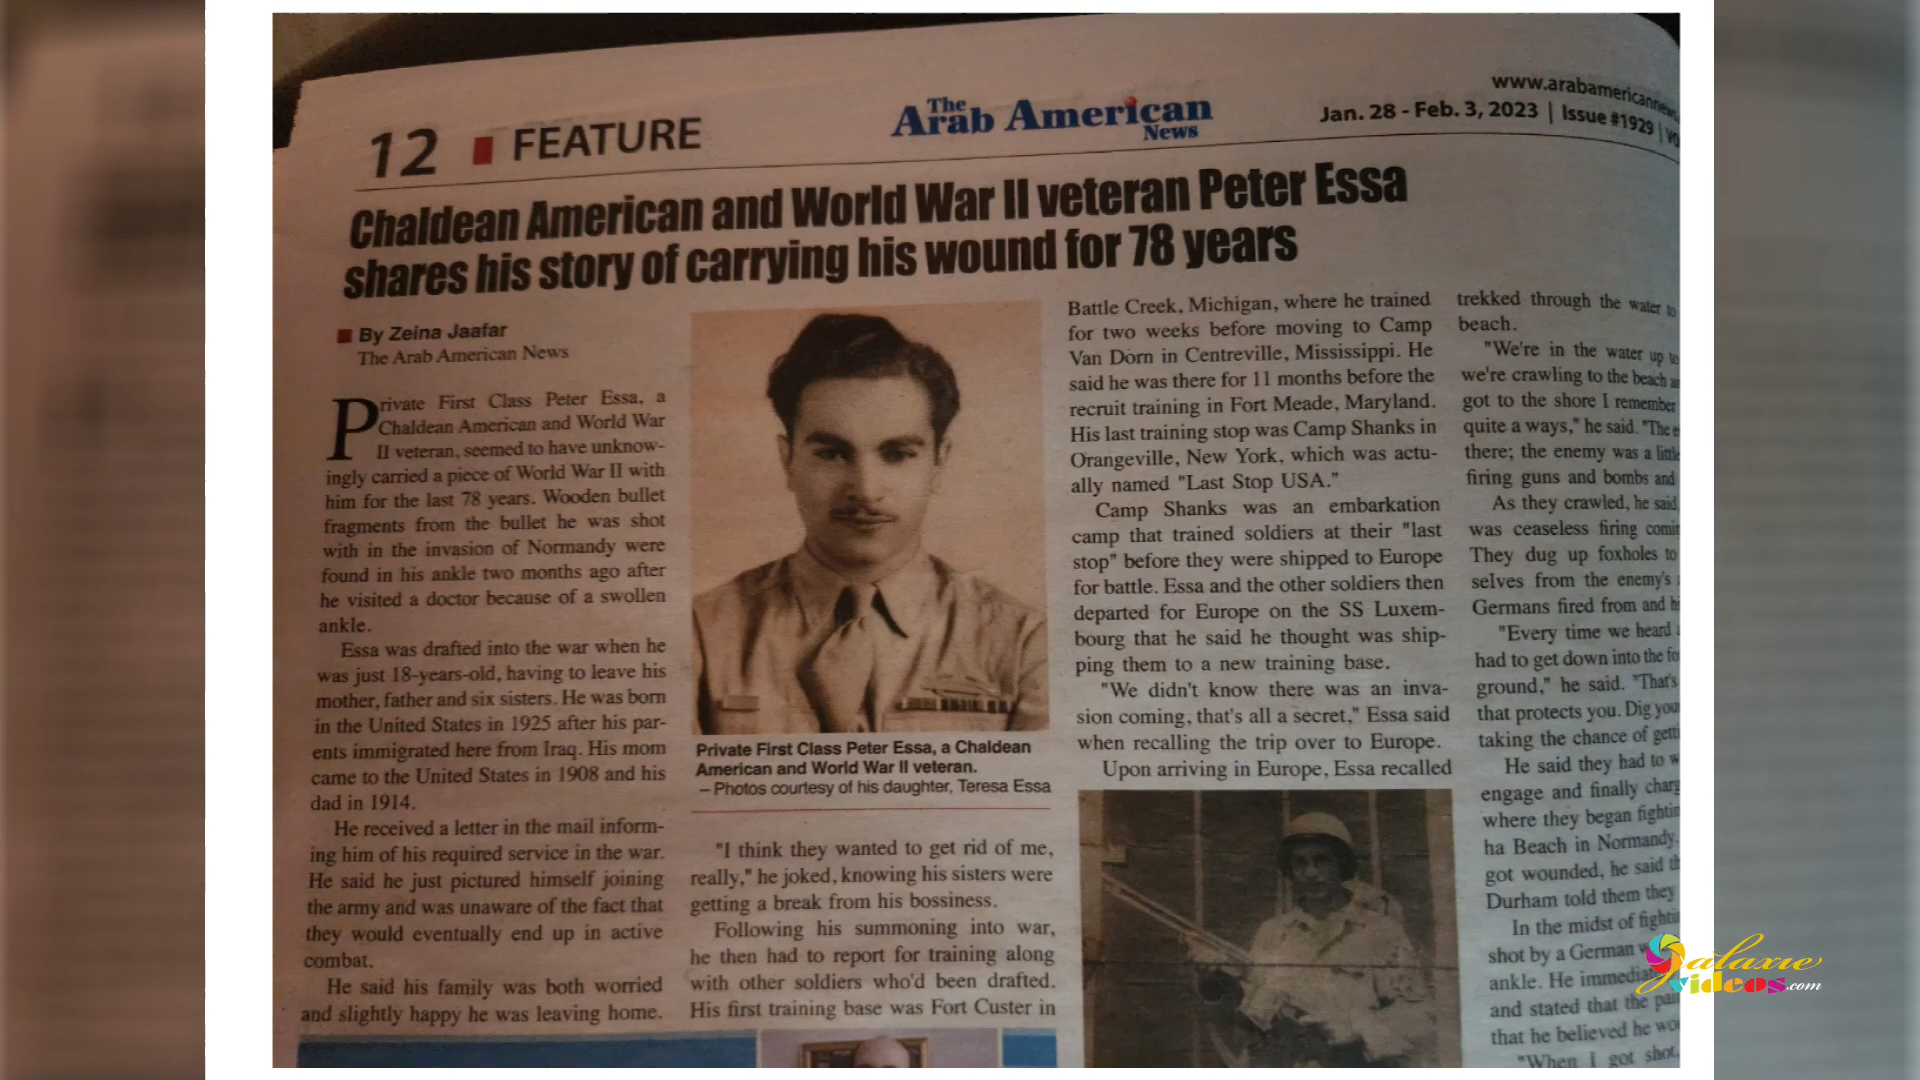 www.arabamericannew
12 FEATURE
The
Arab American
News
Jan. 28 - Feb. 3, 2023 | Issue #1929 |
Chaldean American and World War II veteran Peter Essa
shares his story of carrying his wound for 78 years
By Zeina Jaafar
The Arab American News
Private First Class Peter Essa, a
Chaldean American and World War
II veteran, seemed to have unknow-
ingly carried a piece of World War II with
him for the last 78 years. Wooden bullet
fragments from the bullet he was shot
with in the invasion of Normandy were
found in his ankle two months ago after
he visited a doctor because of a swollen
ankle.
Essa was drafted into the war when he
was just 18-years-old, having to leave his
mother, father and six sisters. He was born
in the United States in 1925 after his par-
ents immigrated here from Iraq. His mom
came to the United States in 1908 and his
dad in 1914.
He received a letter in the mail inform-
ing him of his required service in the war.
He said he just pictured himself joining
the army and was unaware of the fact that
they would eventually end up in active
combat.
He said his family was both worried
and slightly happy he was leaving home.
Private First Class Peter Essa, a Chaldean
American and World War II veteran.
– Photos courtesy of his daughter, Teresa Essa
"I think they wanted to get rid of me,
really," he joked, knowing his sisters were
getting a break from his bossiness.
Following his summoning into war,
he then had to report for training along
with other soldiers who'd been drafted.
His first training base was Fort Custer in
Battle Creek, Michigan, where he trained
for two weeks before moving to Camp
Van Dorn in Centreville, Mississippi. He
said he was there for 11 months before the
recruit training in Fort Meade, Maryland.
His last training stop was Camp Shanks in
Orangeville, New York, which was actu-
ally named "Last Stop USA."
Camp Shanks was an embarkation
camp that trained soldiers at their "last
stop" before they were shipped to Europe
for battle. Essa and the other soldiers then
departed for Europe on the SS Luxem-
bourg that he said he thought was ship-
ping them to a new training base.
"We didn't know there was an inva-
sion coming, that's all a secret," Essa said
when recalling the trip over to Europe.
Upon arriving in Europe, Essa recalled
trekked through the water to
beach.
"We're in the water up to
we're crawling to the beach
got to the shore I remember
quite a ways," he said. "The
there; the enemy was a little
firing guns and bombs and
As they crawled, he said
was ceaseless firing
They dug up foxholes to
selves from the enemy's
Germans fired from and
"Every time we heard
had to get down into the
ground," he said. "That's
that protects you. Dig
taking the chance of
He said they had to
engage and finally
where they began
ha Beach in Normandy.
got wounded, he said
Durham told them they
In the midst of
shot by a German
ankle. He
and stated that the
that he believed he
"When I got shot,
Galaxie
Videos.com